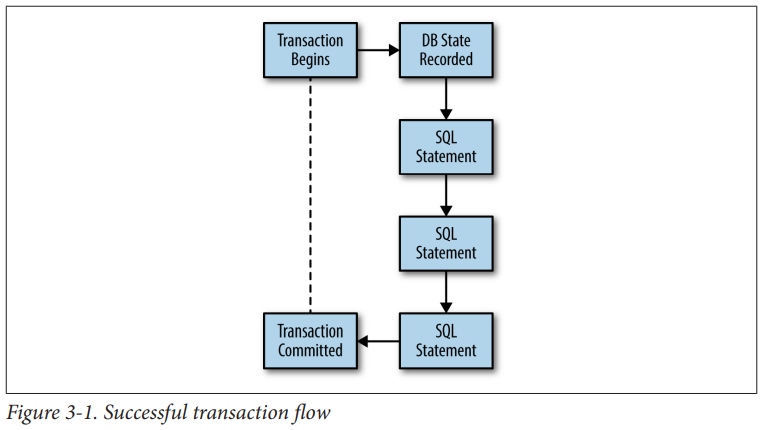 Transaction
Begins
DB State
Recorded
SQL
Statement
SQL
Statement
SQL
Statement
Transaction
Committed
Figure 3-1. Successful transaction flow